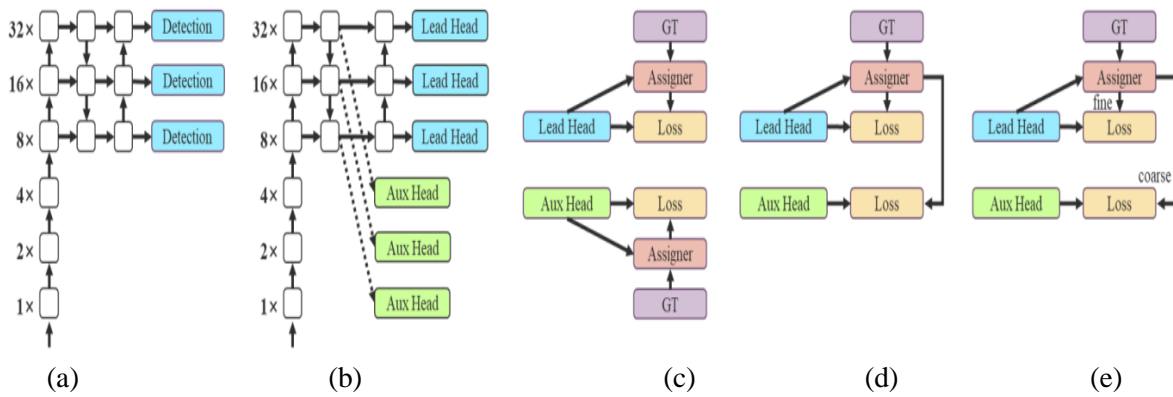 32× Detection
16× Detection
8× Detection
4×
2×
1×
(a)
32× Lead Head
16× Lead Head
8× Lead Head
4× Aux Head
2× Aux Head
1× Aux Head
(b)
GT
Assigner
Lead Head Loss
Aux Head Loss
Assigner
GT
(c)
GT
Assigner
Lead Head Loss
Aux Head Loss
(d)
GT
Assigner
fine
Lead Head Loss
coarse
Aux Head Loss
(e)